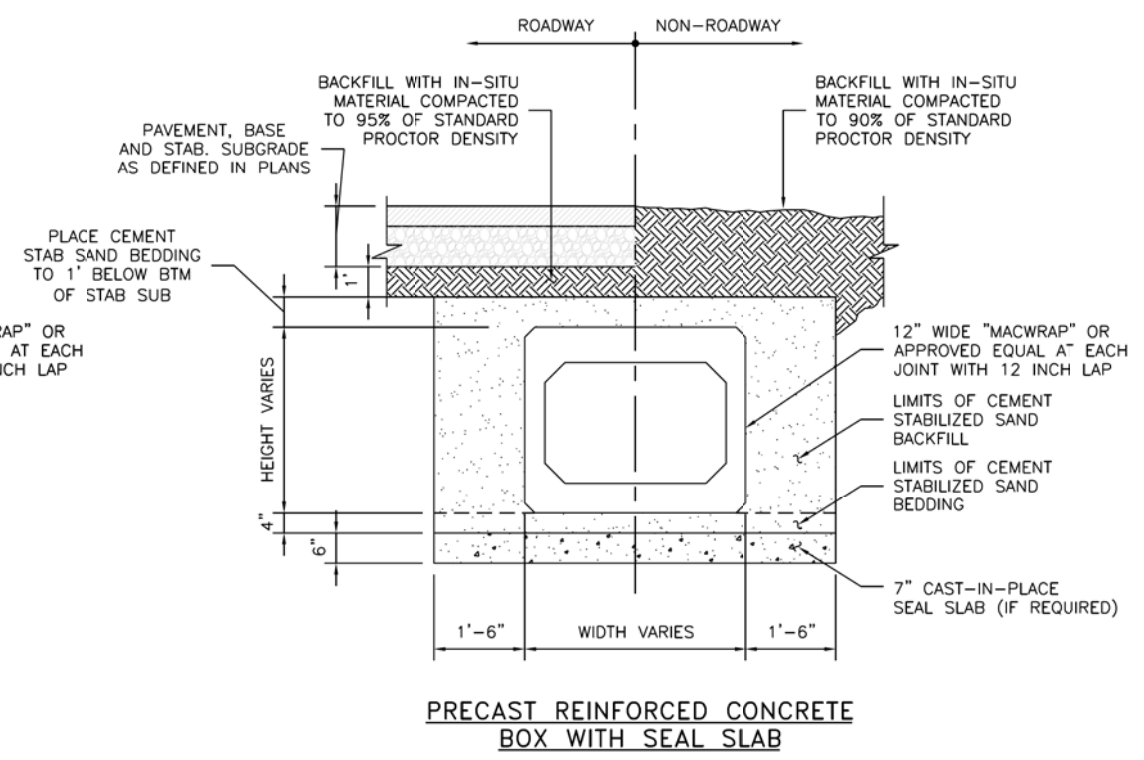 ROADWAY
NON-ROADWAY
BACKFILL WITH IN-SITU
MATERIAL COMPACTED
TO 95% OF STANDARD
PROCTOR DENSITY
BACKFILL WITH IN-SITU
MATERIAL COMPACTED
TO 90% OF STANDARD
PROCTOR DENSITY
PAVEMENT, BASE
AND STAB. SUBGRADE
AS DEFINED IN PLANS
PLACE CEMENT
STAB SAND BEDDING
TO 1' BELOW BTM
OF STAB SUB
1'
RAP" OR
AT EACH
NCH LAP
12" WIDE "MACWRAP" OR
APPROVED EQUAL AT EACH
JOINT WITH 12 INCH LAP
LIMITS OF CEMENT
STABILIZED SAND
BACKFILL
LIMITS OF CEMENT
STABILIZED SAND
BEDDING
HEIGHT VARIES
4"
6"
7" CAST-IN-PLACE
SEAL SLAB (IF REQUIRED)
1'-6"
WIDTH VARIES
1'-6"
PRECAST REINFORCED CONCRETE
BOX WITH SEAL SLAB